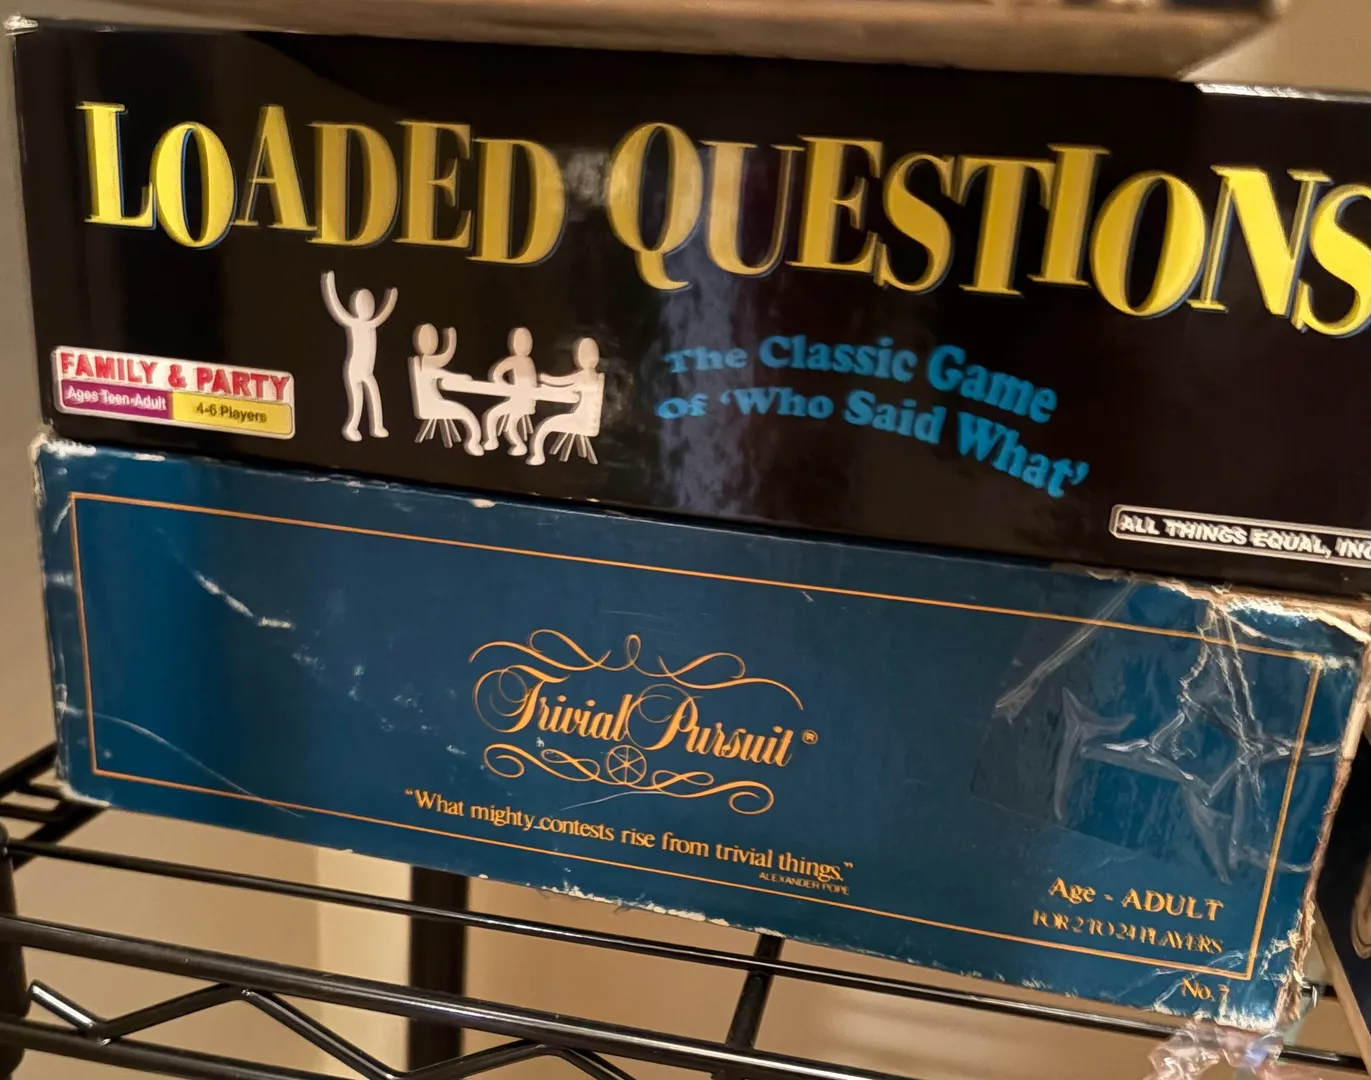 LOADED QUESTIONS
FAMILY & PARTY
Ages Teen-Adult
4-6 Players
The Classic Game
of 'Who Said What'
ALL THINGS EQUAL, INC
Trivial Pursuit®
"What mighty contests rise from trivial things."
ALEXANDER POPE
Age - ADULT
FOR 2 TO 24 PLAYERS
No. 7